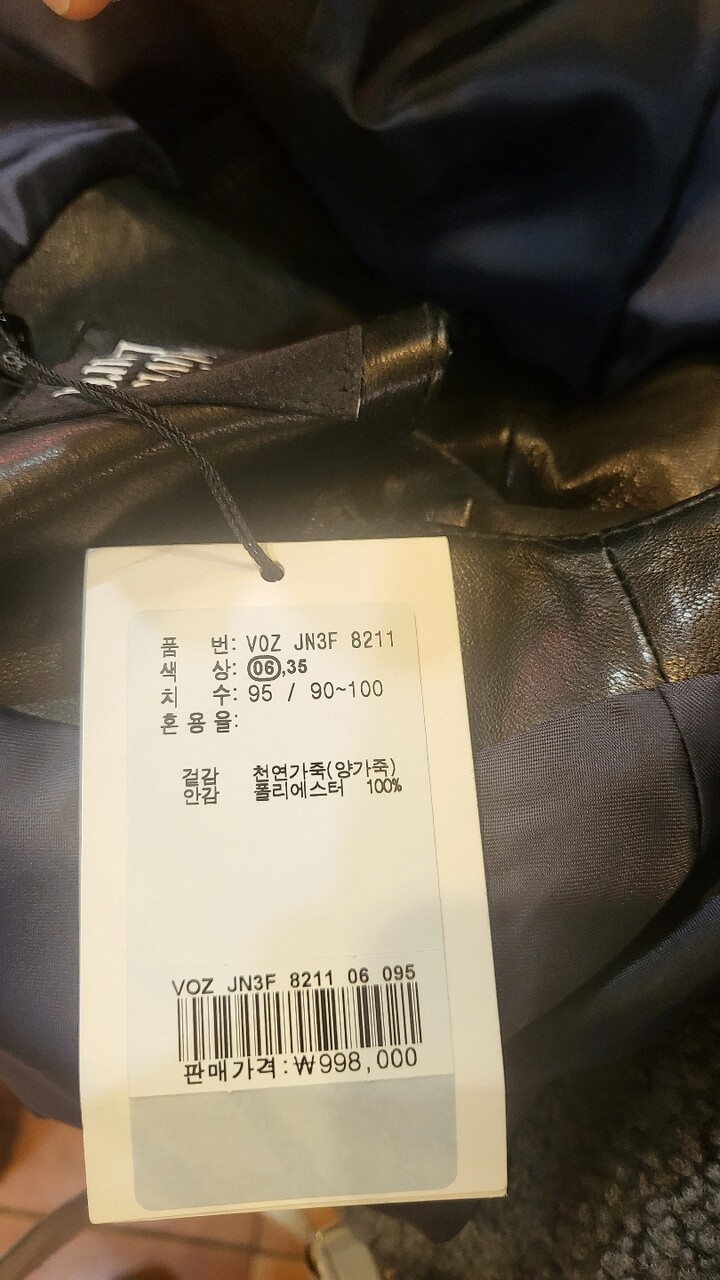 품 번: VOZ JN3F 8211
색 상: 06,35
치 수: 95 / 90~100
혼용율:
겉감 천연가죽(양가죽)
안감 폴리에스터 100%
VOZ JN3F 8211 06 095
판매가격:₩998,000